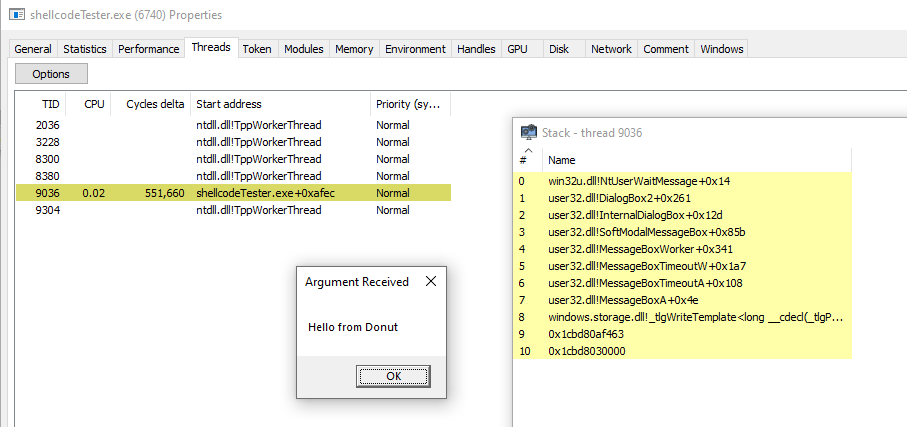 shellcodeTester.exe (6740) Properties
General Statistics Performance Threads Token Modules Memory Environment Handles GPU Disk Network Comment Windows
Options
TID CPU Cycles delta Start address Priority (sy...
2036 ntdll.dll!TppWorkerThread Normal
3228 ntdll.dll!TppWorkerThread Normal
8300 ntdll.dll!TppWorkerThread Normal
8380 ntdll.dll!TppWorkerThread Normal
9036 0.02 551,660 shellcodeTester.exe+0xafec Normal
9304 ntdll.dll!TppWorkerThread Normal
Argument Received
Hello from Donut
OK
Stack - thread 9036
# Name
0 win32u.dll!NtUserWaitMessage+0x14
1 user32.dll!DialogBox2+0x261
2 user32.dll!InternalDialogBox+0x12d
3 user32.dll!SoftModalMessageBox+0x85b
4 user32.dll!MessageBoxWorker+0x341
5 user32.dll!MessageBoxTimeoutW+0x1a7
6 user32.dll!MessageBoxTimeoutA+0x108
7 user32.dll!MessageBoxA+0x4e
8 windows.storage.dll!_tlgWriteTemplate<long __cdecl(_tlgP...
9 0x1cbd80af463
10 0x1cbd8030000